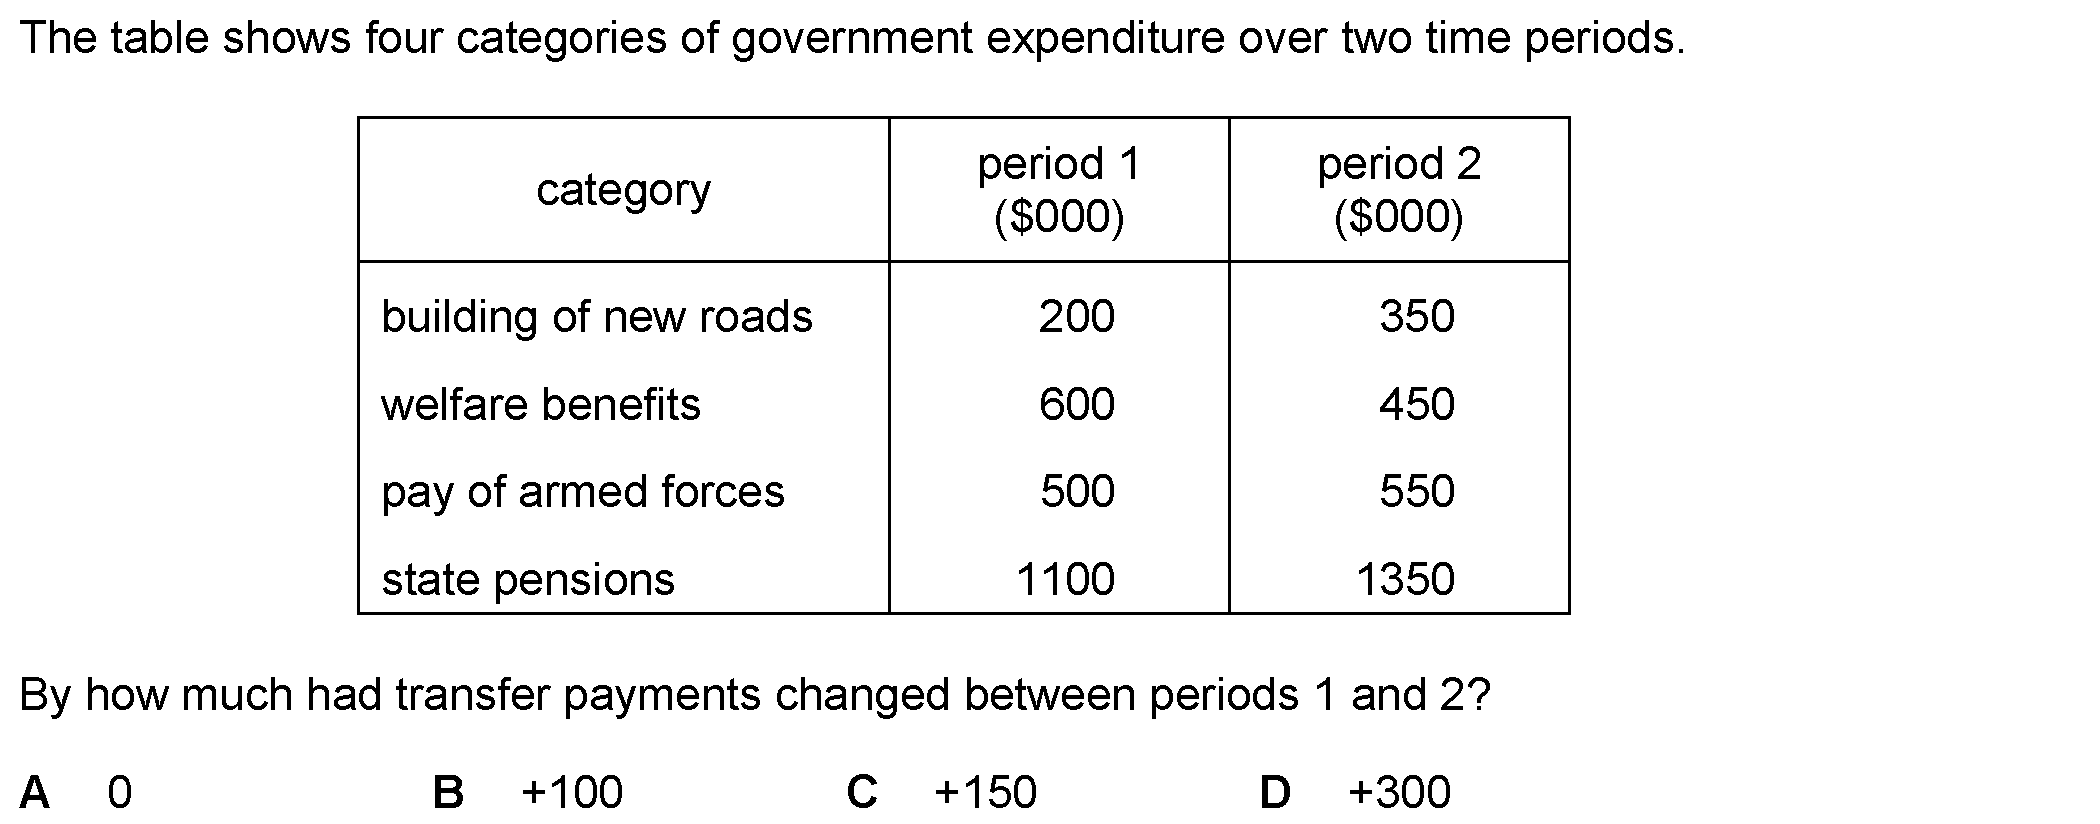 The table shows four categories of government expenditure over two time periods.
category period 1 ($000) period 2 ($000)
building of new roads 200 350
welfare benefits 600 450
pay of armed forces 500 550
state pensions 1100 1350
By how much had transfer payments changed between periods 1 and 2?
A 0 B +100 C +150 D +300